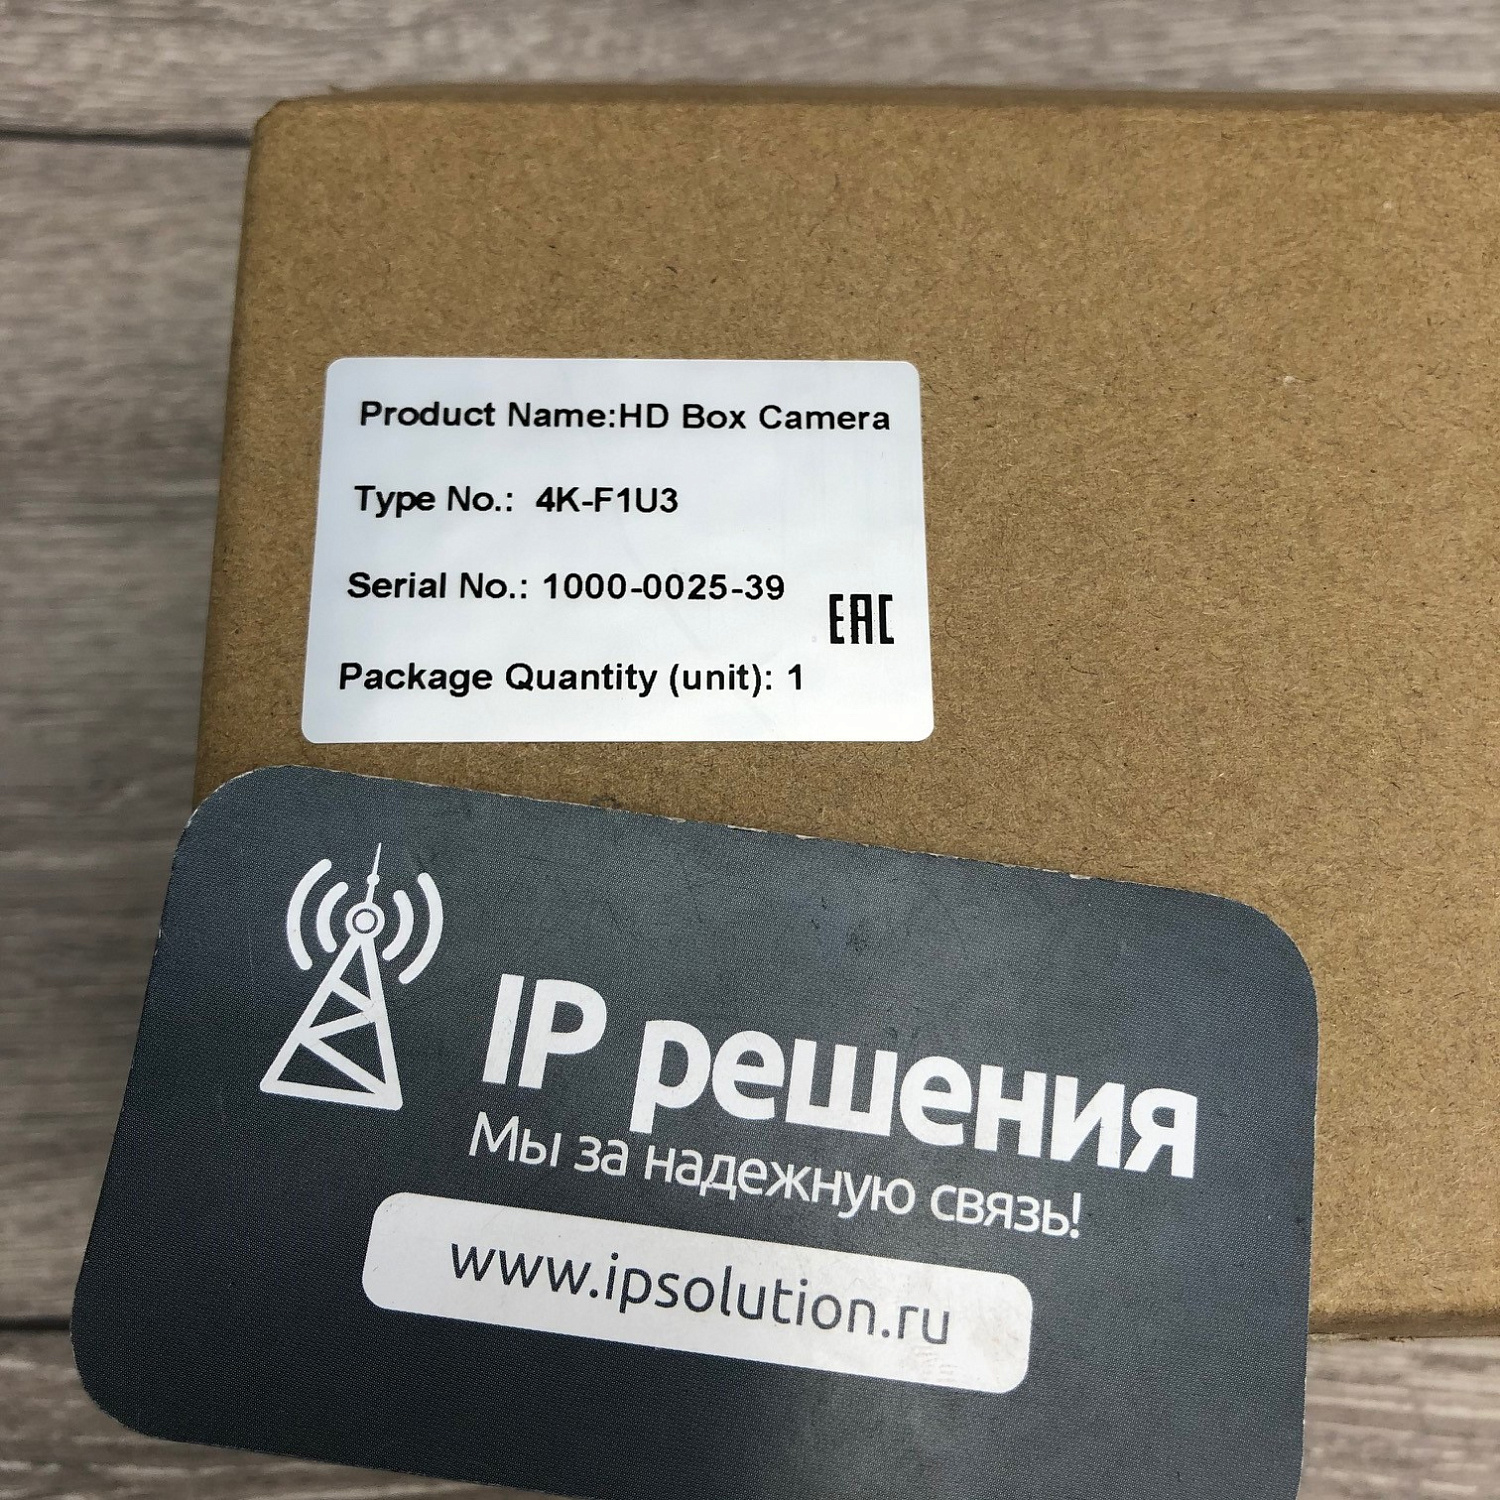 Product Name:HD Box Camera
Type No.: 4K-F1U3
Serial No.: 1000-0025-39
EAC
Package Quantity (unit): 1
IP решения
Мы за надежную связь!
www.ipsolution.ru